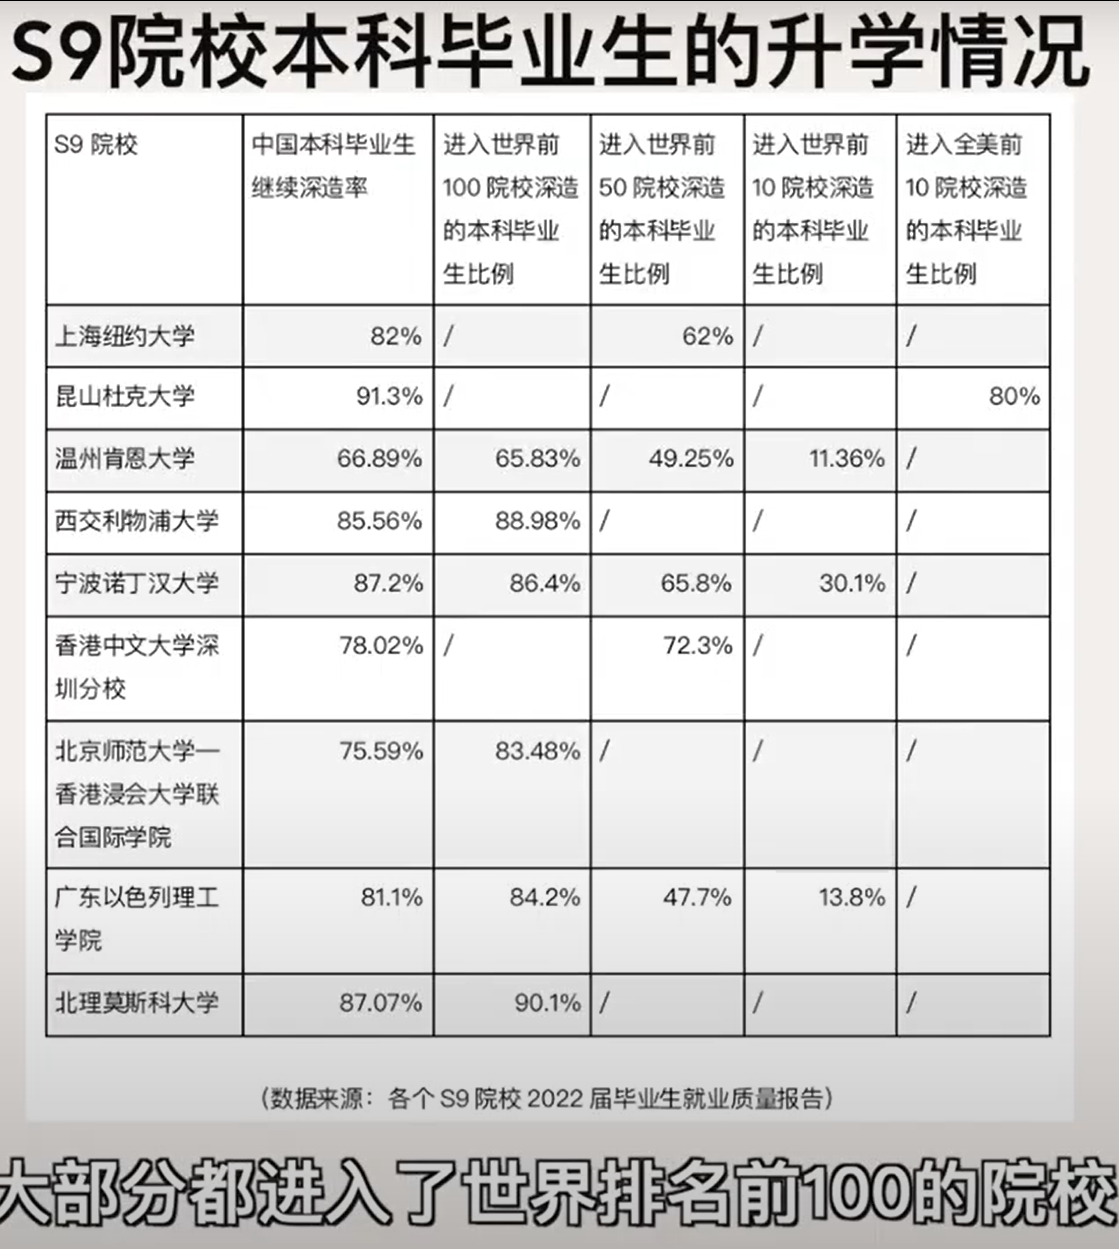 S9院校本科毕业生的升学情况
S9 院校 中国本科毕业生 进入世界前 进入世界前 进入世界前 进入全美前
继续深造率 100 院校深造 50 院校深造 10 院校深造 10 院校深造
的本科毕业 的本科毕业 的本科毕业 的本科毕业
生比例 生比例 生比例 生比例
上海纽约大学 82% / 62% / /
昆山杜克大学 91.3% / / / 80%
温州肯恩大学 66.89% 65.83% 49.25% 11.36% /
西交利物浦大学 85.56% 88.98% / / /
宁波诺丁汉大学 87.2% 86.4% 65.8% 30.1% /
香港中文大学深 78.02% / 72.3% / /
圳分校
北京师范大学— 75.59% 83.48% / / /
香港浸会大学联
合国际学院
广东以色列理工 81.1% 84.2% 47.7% 13.8% /
学院
北理莫斯科大学 87.07% 90.1% / / /
(数据来源：各个 S9 院校 2022 届毕业生就业质量报告)
大部分都进入了世界排名前100的院校